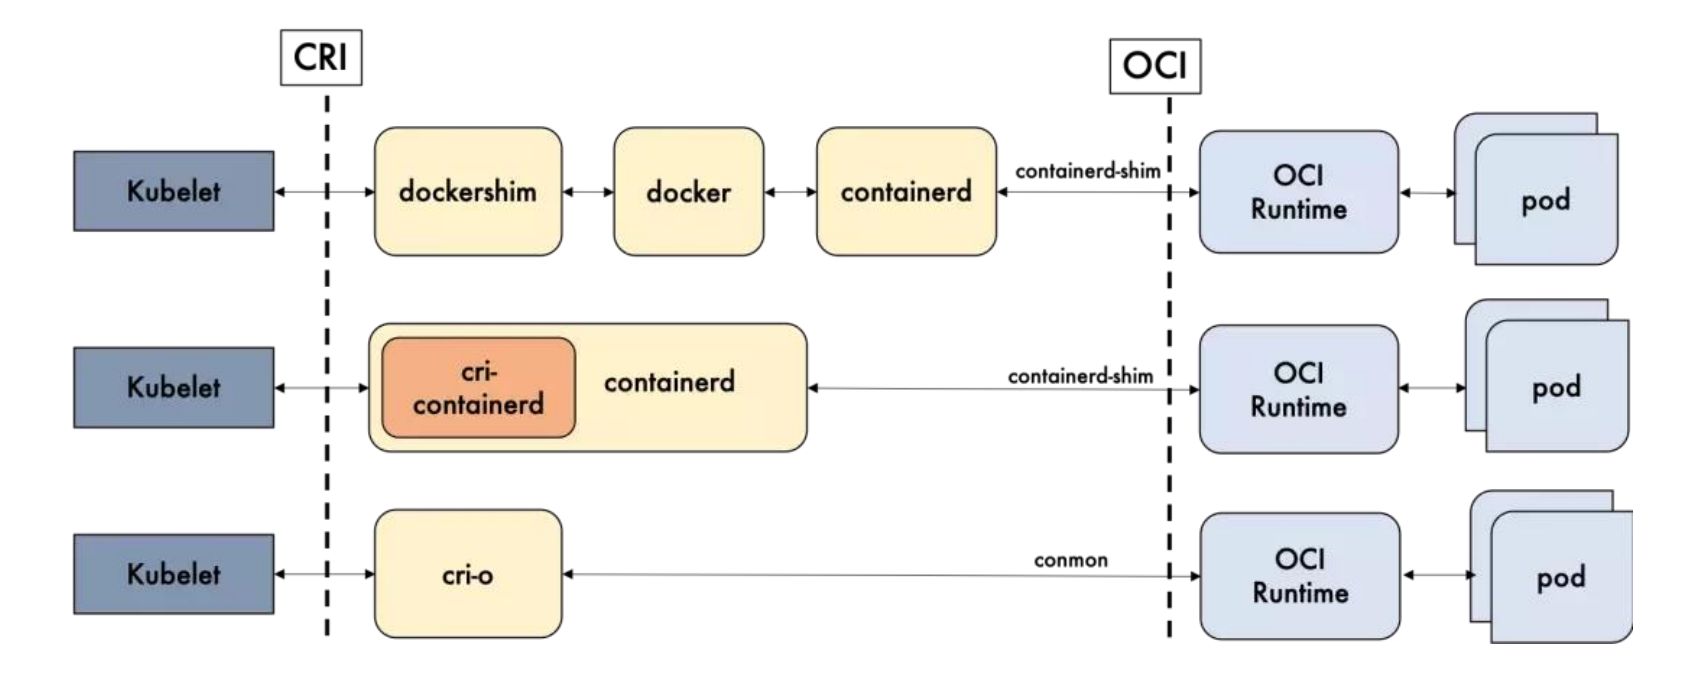 CRI
OCI
Kubelet
dockershim
docker
containerd
containerd-shim
OCI
Runtime
pod
Kubelet
cri-
containerd
containerd
containerd-shim
OCI
Runtime
pod
Kubelet
cri-o
conmon
OCI
Runtime
pod